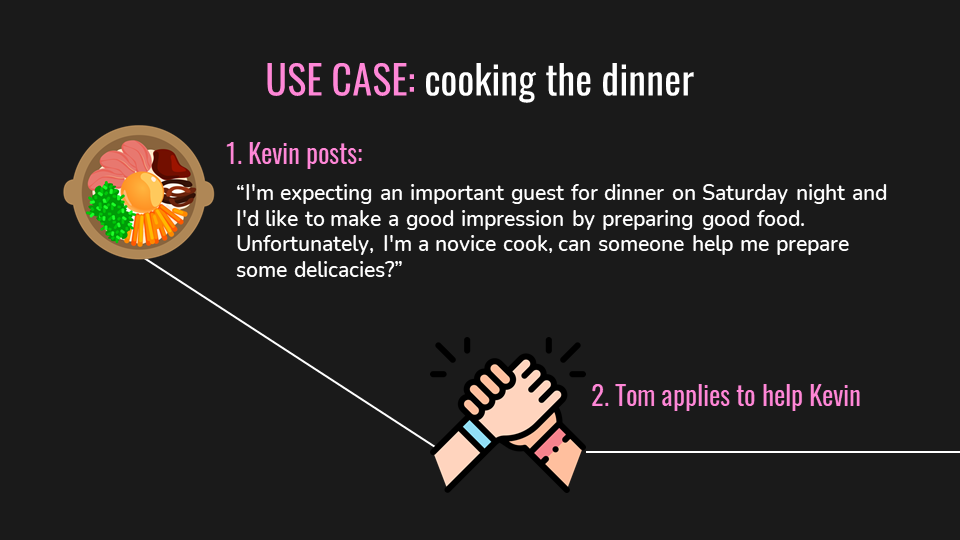 USE CASE: cooking the dinner
1. Kevin posts:
“I'm expecting an important guest for dinner on Saturday night and
I'd like to make a good impression by preparing good food.
Unfortunately, I'm a novice cook, can someone help me prepare
some delicacies?”
2. Tom applies to help Kevin